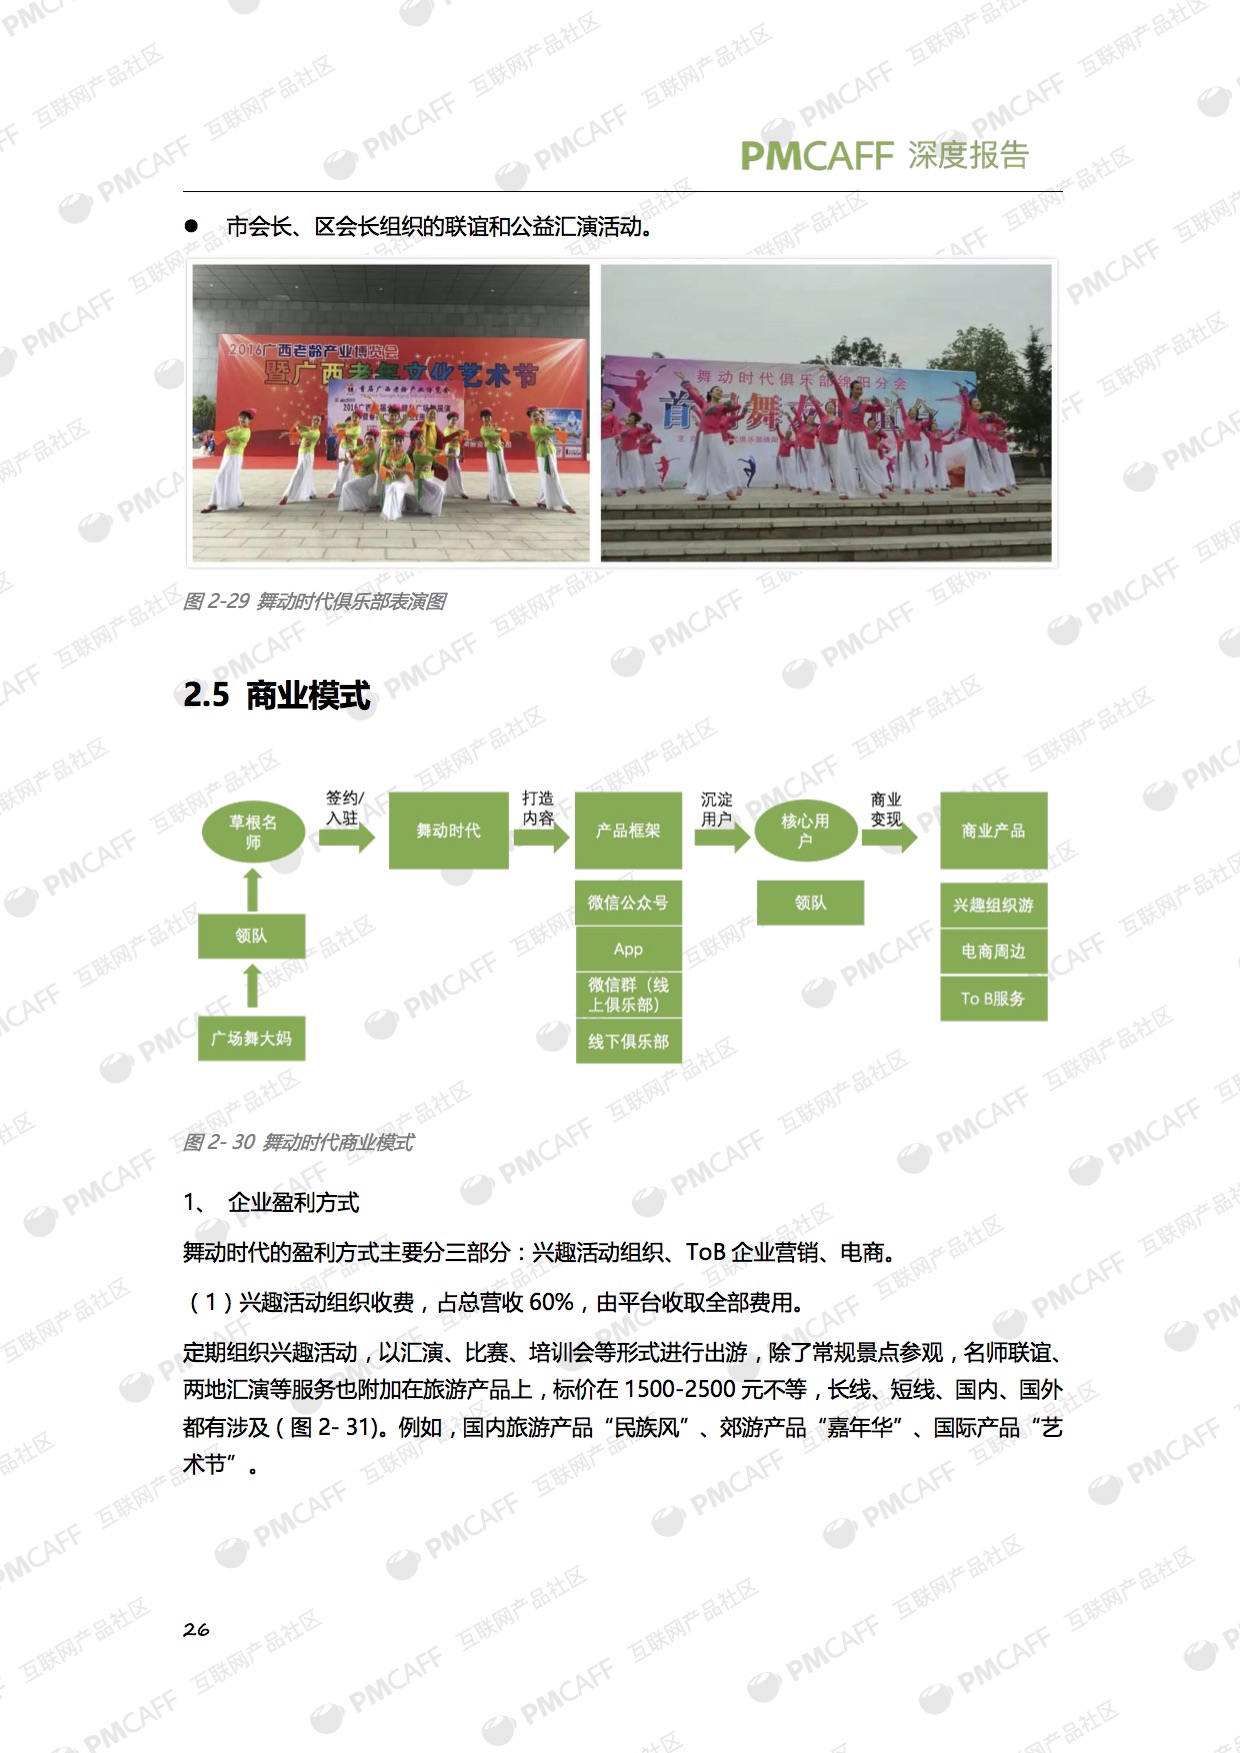 PMCAFF 深度报告
● 市会长、区会长组织的联谊和公益汇演活动。
2016广西老龄产业博览会
暨广西老年文化艺术节
首届广西老龄产业博览会
舞动时代俱乐部绵阳分会
图 2-29 舞动时代俱乐部表演图
2.5 商业模式
草根名
师
签约/
入驻
舞动时代
打造
内容
产品框架
沉淀
用户
核心用
户
商业
变现
商业产品
领队
广场舞大妈
微信公众号
App
微信群（线
上俱乐部）
线下俱乐部
领队
兴趣组织游
电商周边
To B服务
图 2- 30 舞动时代商业模式
1、 企业盈利方式
舞动时代的盈利方式主要分三部分：兴趣活动组织、ToB 企业营销、电商。
（1）兴趣活动组织收费，占总营收 60%，由平台收取全部费用。
定期组织兴趣活动，以汇演、比赛、培训会等形式进行出游，除了常规景点参观，名师联谊、
两地汇演等服务也附加在旅游产品上，标价在 1500-2500 元不等，长线、短线、国内、国外
都有涉及（图 2- 31)。例如，国内旅游产品“民族风”、郊游产品“嘉年华”、国际产品“艺
术节”。
26
PMCAFF 互联网产品社区